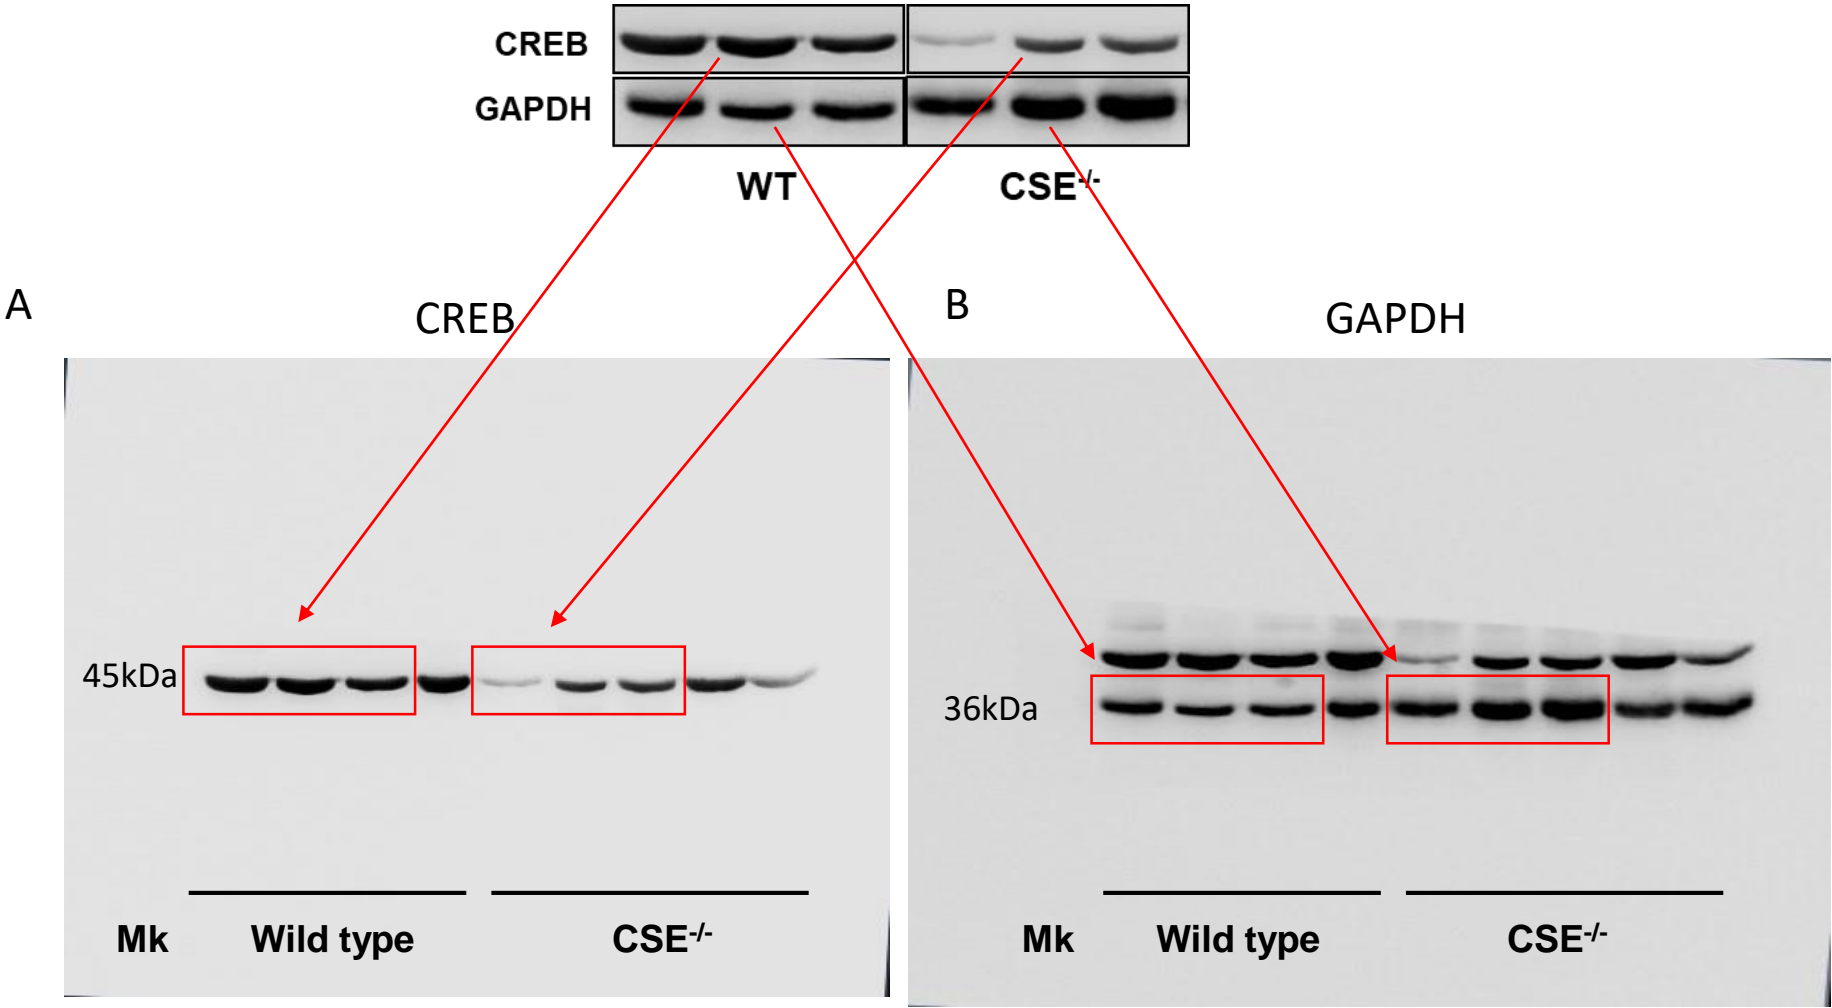 CREB
GAPDH
WT CSE-/-
A CREB B GAPDH
45kDa
36kDa
Mk Wild type CSE-/- Mk Wild type CSE-/-